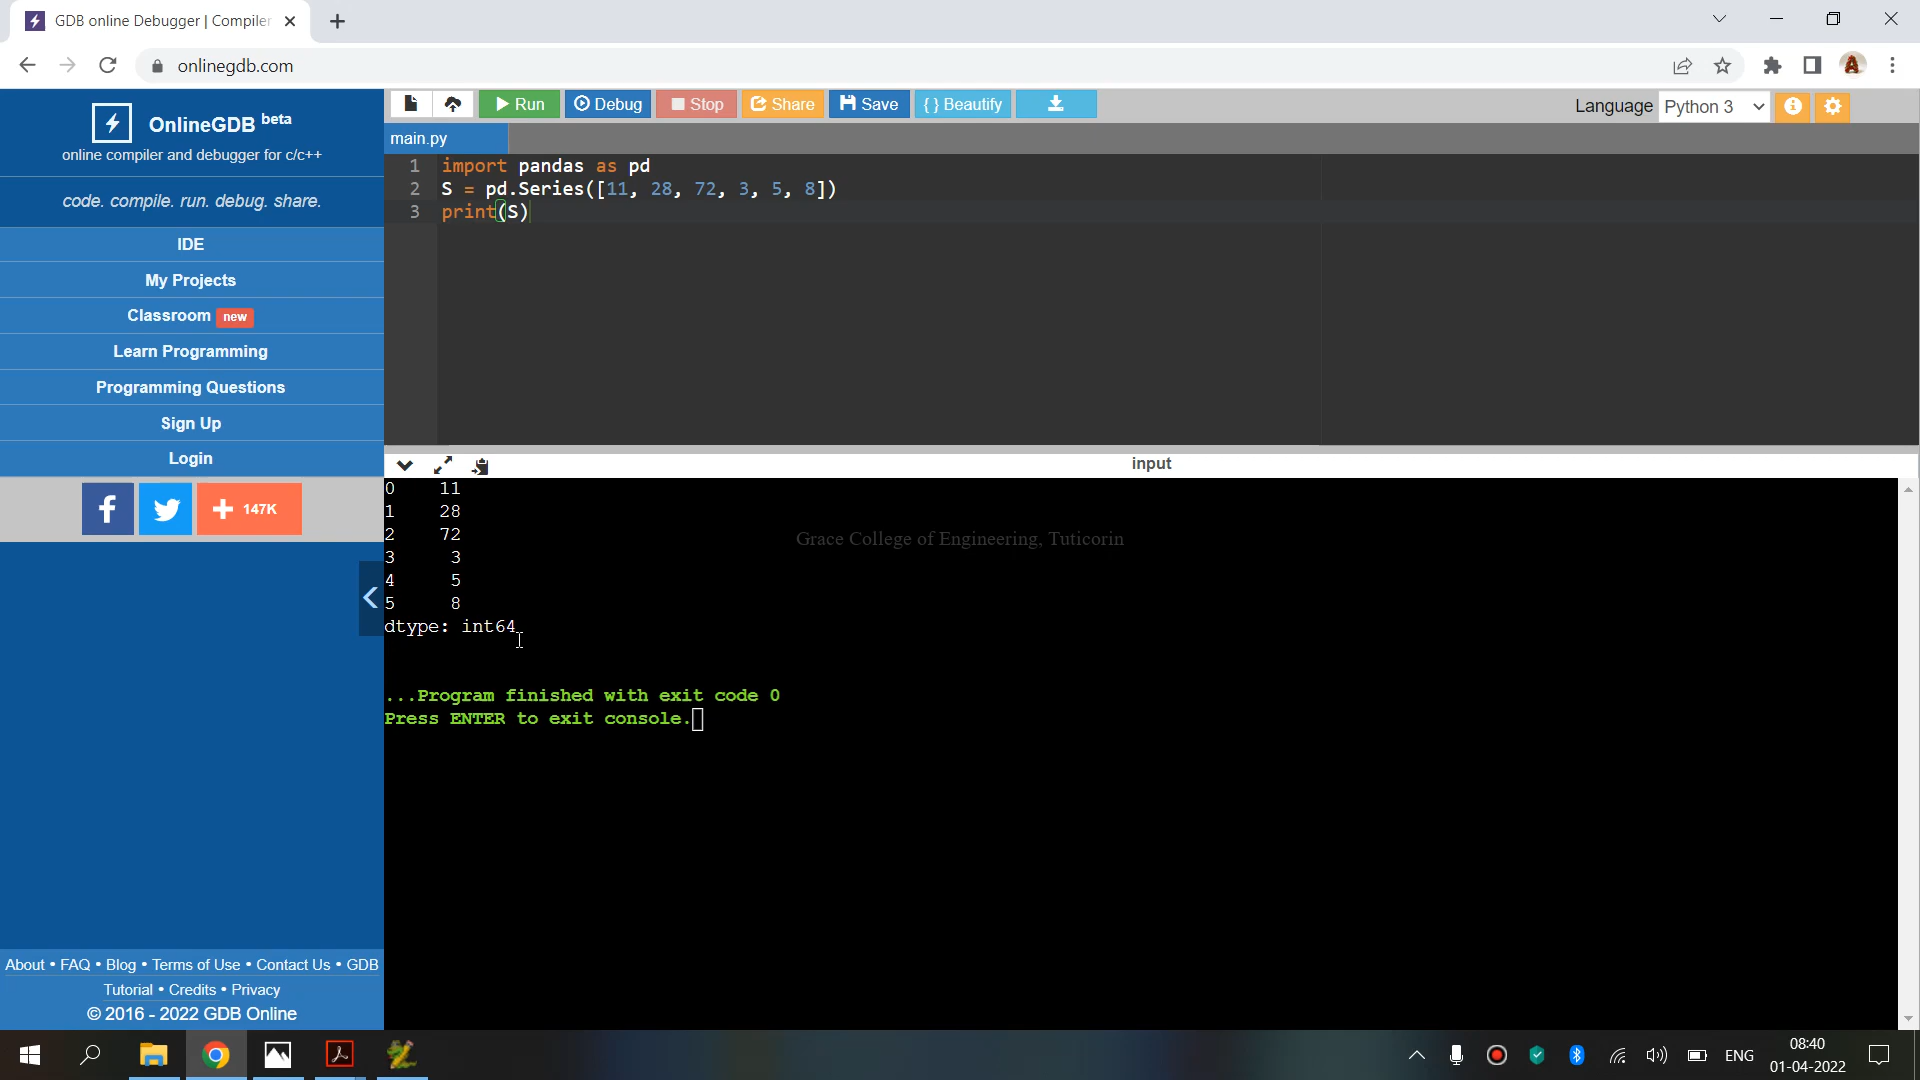 GDB online Debugger | Compiler
onlinegdb.com
OnlineGDB beta
online compiler and debugger for c/c++
code. compile. run. debug. share.
IDE
My Projects
Classroom new
Learn Programming
Programming Questions
Sign Up
Login
147K
About • FAQ • Blog • Terms of Use • Contact Us • GDB
Tutorial • Credits • Privacy
© 2016 - 2022 GDB Online
Run Debug Stop Share Save { } Beautify
Language Python 3
main.py
1 import pandas as pd
2 S = pd.Series([11, 28, 72, 3, 5, 8])
3 print(S)
input
0 11
1 28
2 72
3 3
4 5
5 8
dtype: int64
Grace College of Engineering, Tuticorin
...Program finished with exit code 0
Press ENTER to exit console.
ENG
08:40
01-04-2022